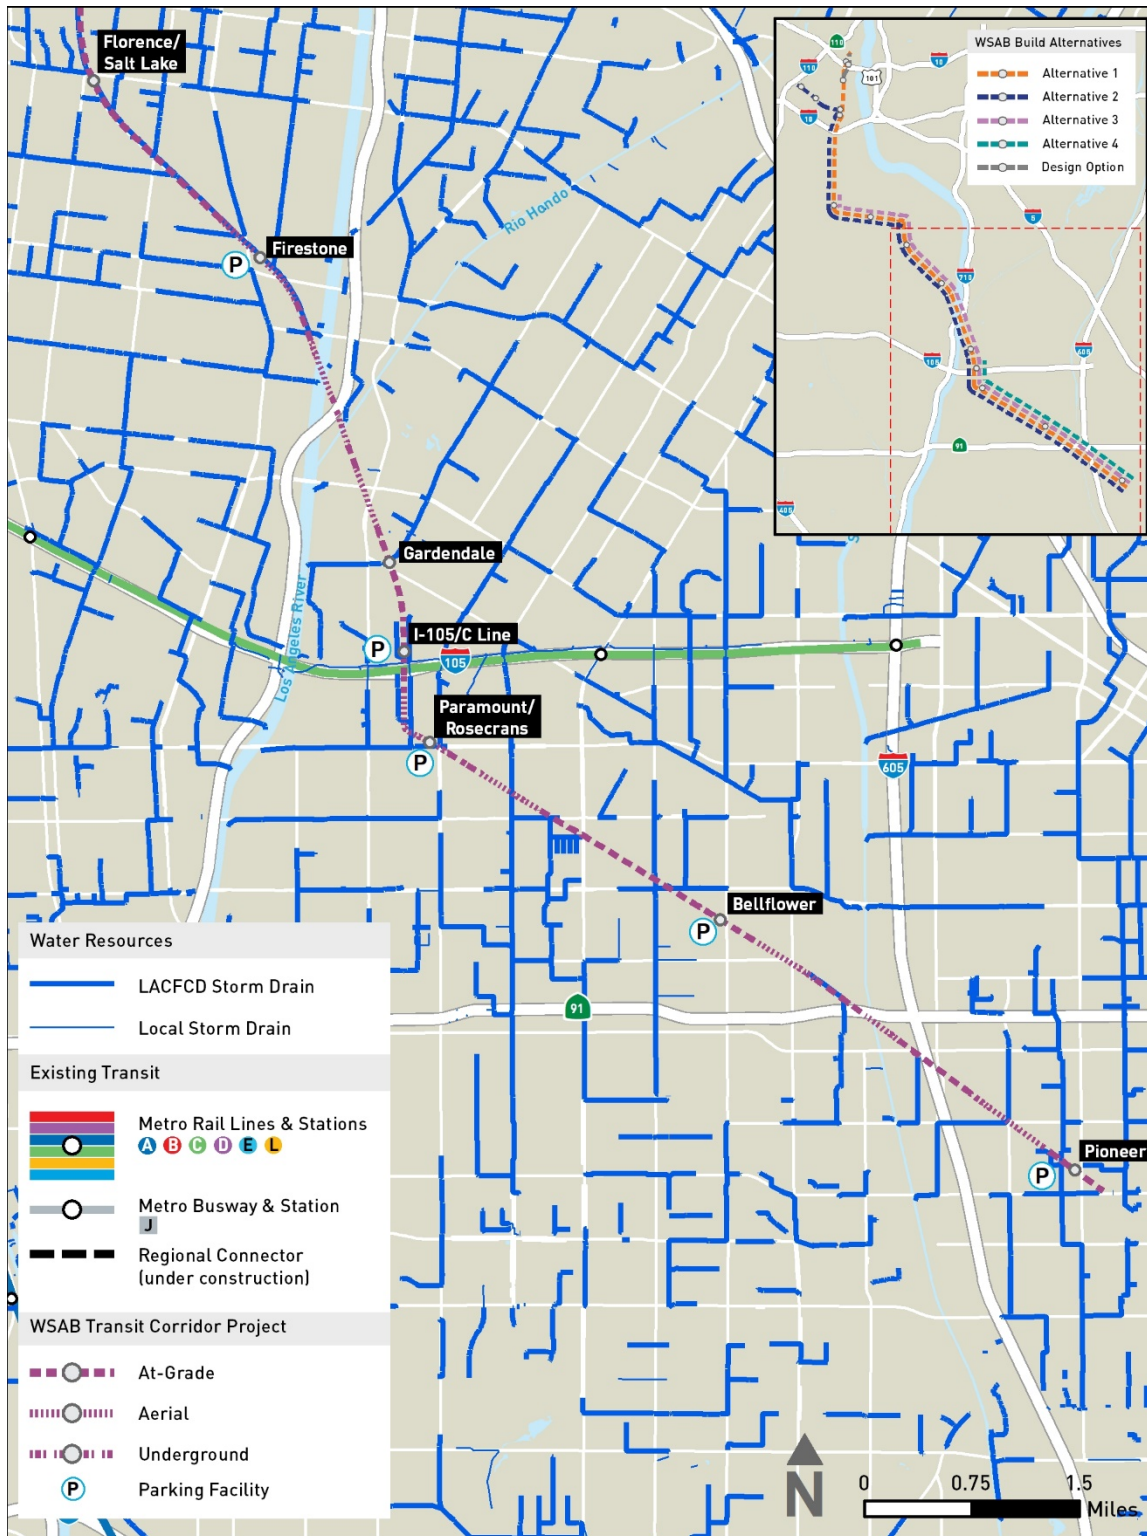 Florence/
Salt Lake
Firestone
P
Rio Hondo
Gardendale
I-105/C Line
P
105
Los Angeles River
Paramount/
Rosecrans
P
605
Bellflower
P
91
Pioneer
P
WSAB Build Alternatives
Alternative 1
Alternative 2
Alternative 3
Alternative 4
Design Option
110
110
10
101
10
5
710
105
605
91
405
Water Resources
LACFCD Storm Drain
Local Storm Drain
Existing Transit
Metro Rail Lines & Stations
A B C D E L
Metro Busway & Station
J
Regional Connector
(under construction)
WSAB Transit Corridor Project
At-Grade
Aerial
Underground
P Parking Facility
N
0 0.75 1.5
Miles